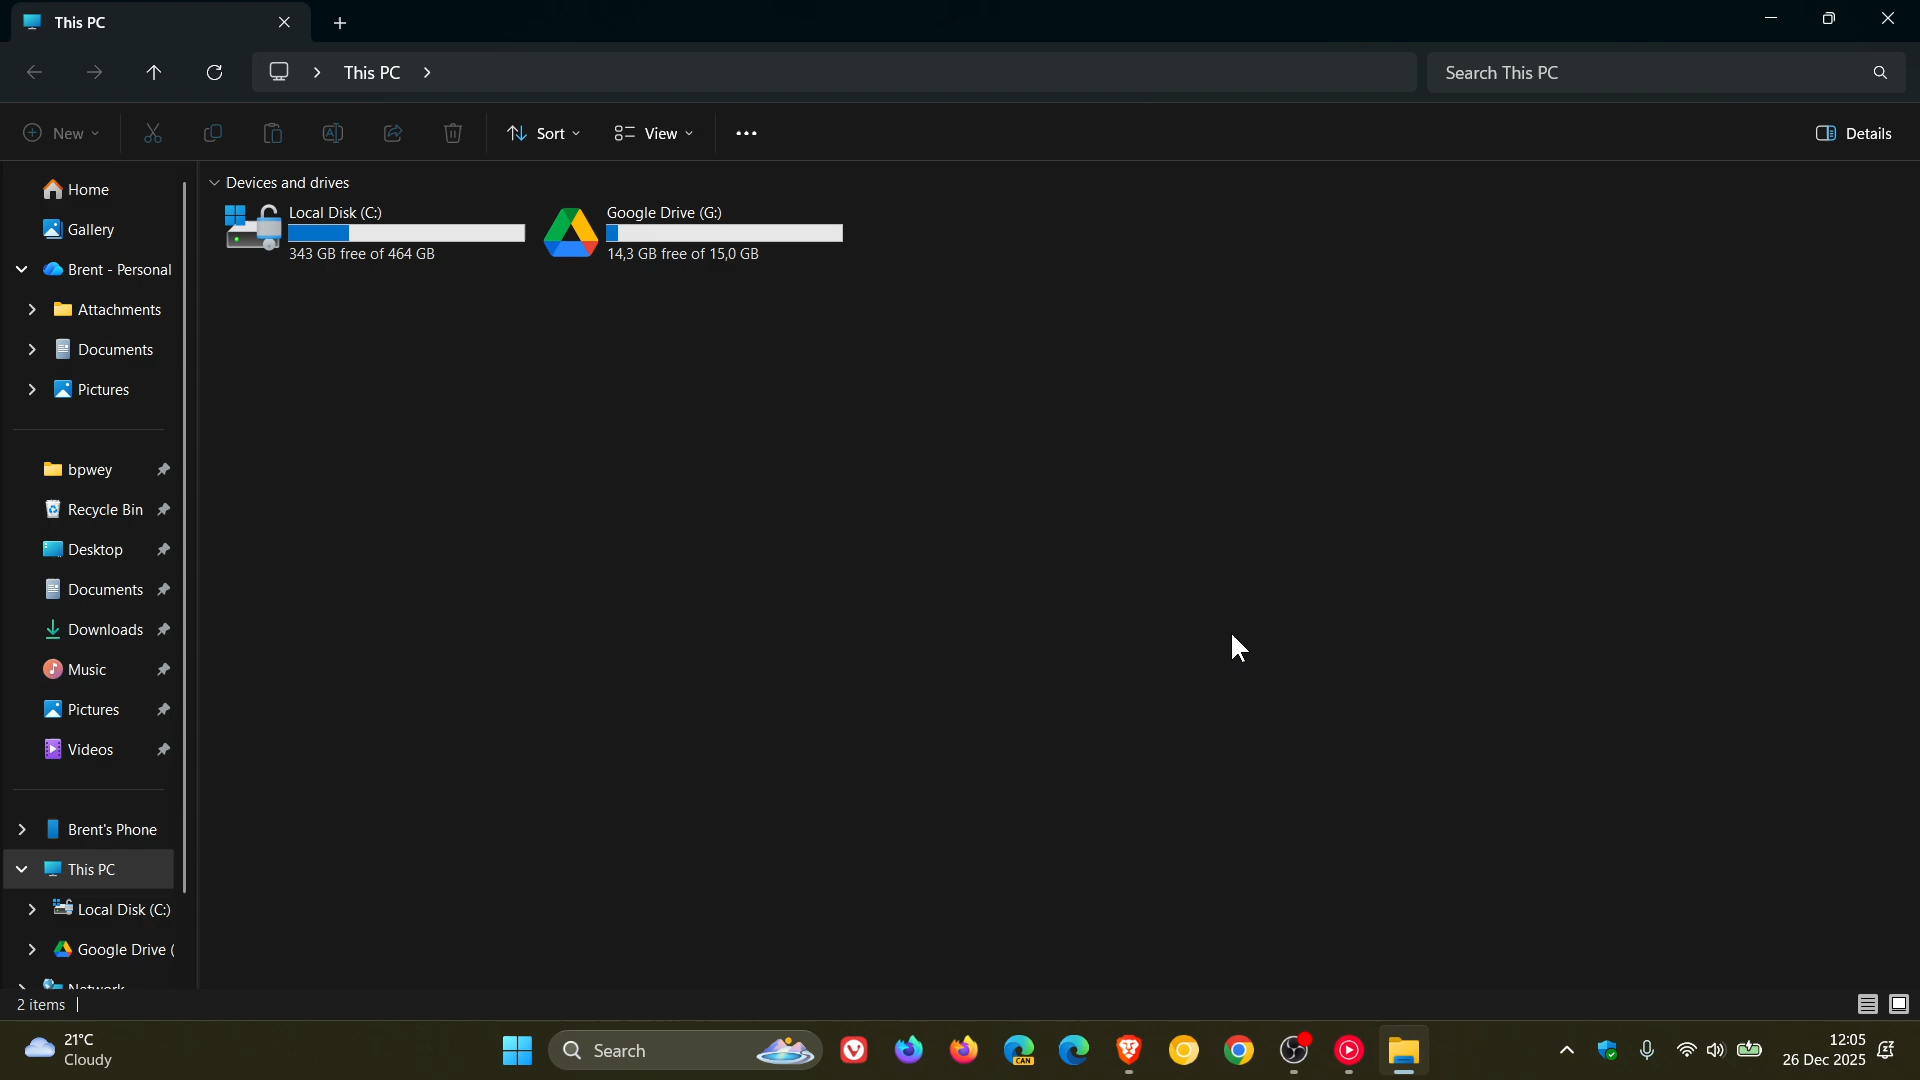 This PC
This PC
Search This PC
New
Sort
View
Details
Home
Gallery
Brent - Personal
Attachments
Documents
Pictures
bpwey
Recycle Bin
Desktop
Documents
Downloads
Music
Pictures
Videos
Brent's Phone
This PC
Local Disk (C:)
Google Drive (
Network
Devices and drives
Local Disk (C:)
343 GB free of 464 GB
Google Drive (G:)
14,3 GB free of 15,0 GB
2 items
21°C
Cloudy
Search
CAN
12:05
26 Dec 2025